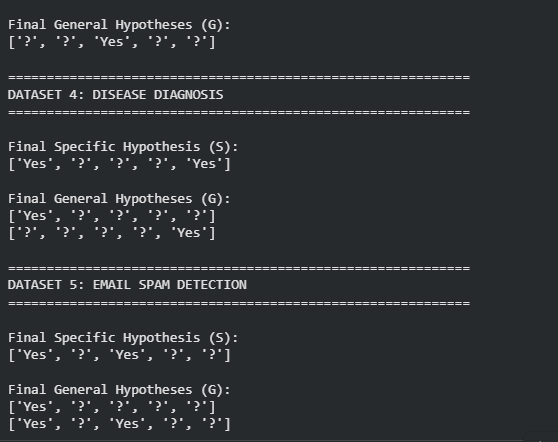 Final General Hypotheses (G):
['?', '?', 'Yes', '?', '?']
============================================================
DATASET 4: DISEASE DIAGNOSIS
============================================================
Final Specific Hypothesis (S):
['Yes', '?', '?', '?', 'Yes']
Final General Hypotheses (G):
['Yes', '?', '?', '?', '?']
['?', '?', '?', '?', 'Yes']
============================================================
DATASET 5: EMAIL SPAM DETECTION
============================================================
Final Specific Hypothesis (S):
['Yes', '?', 'Yes', '?', '?']
Final General Hypotheses (G):
['Yes', '?', '?', '?', '?']
['Yes', '?', 'Yes', '?', '?']